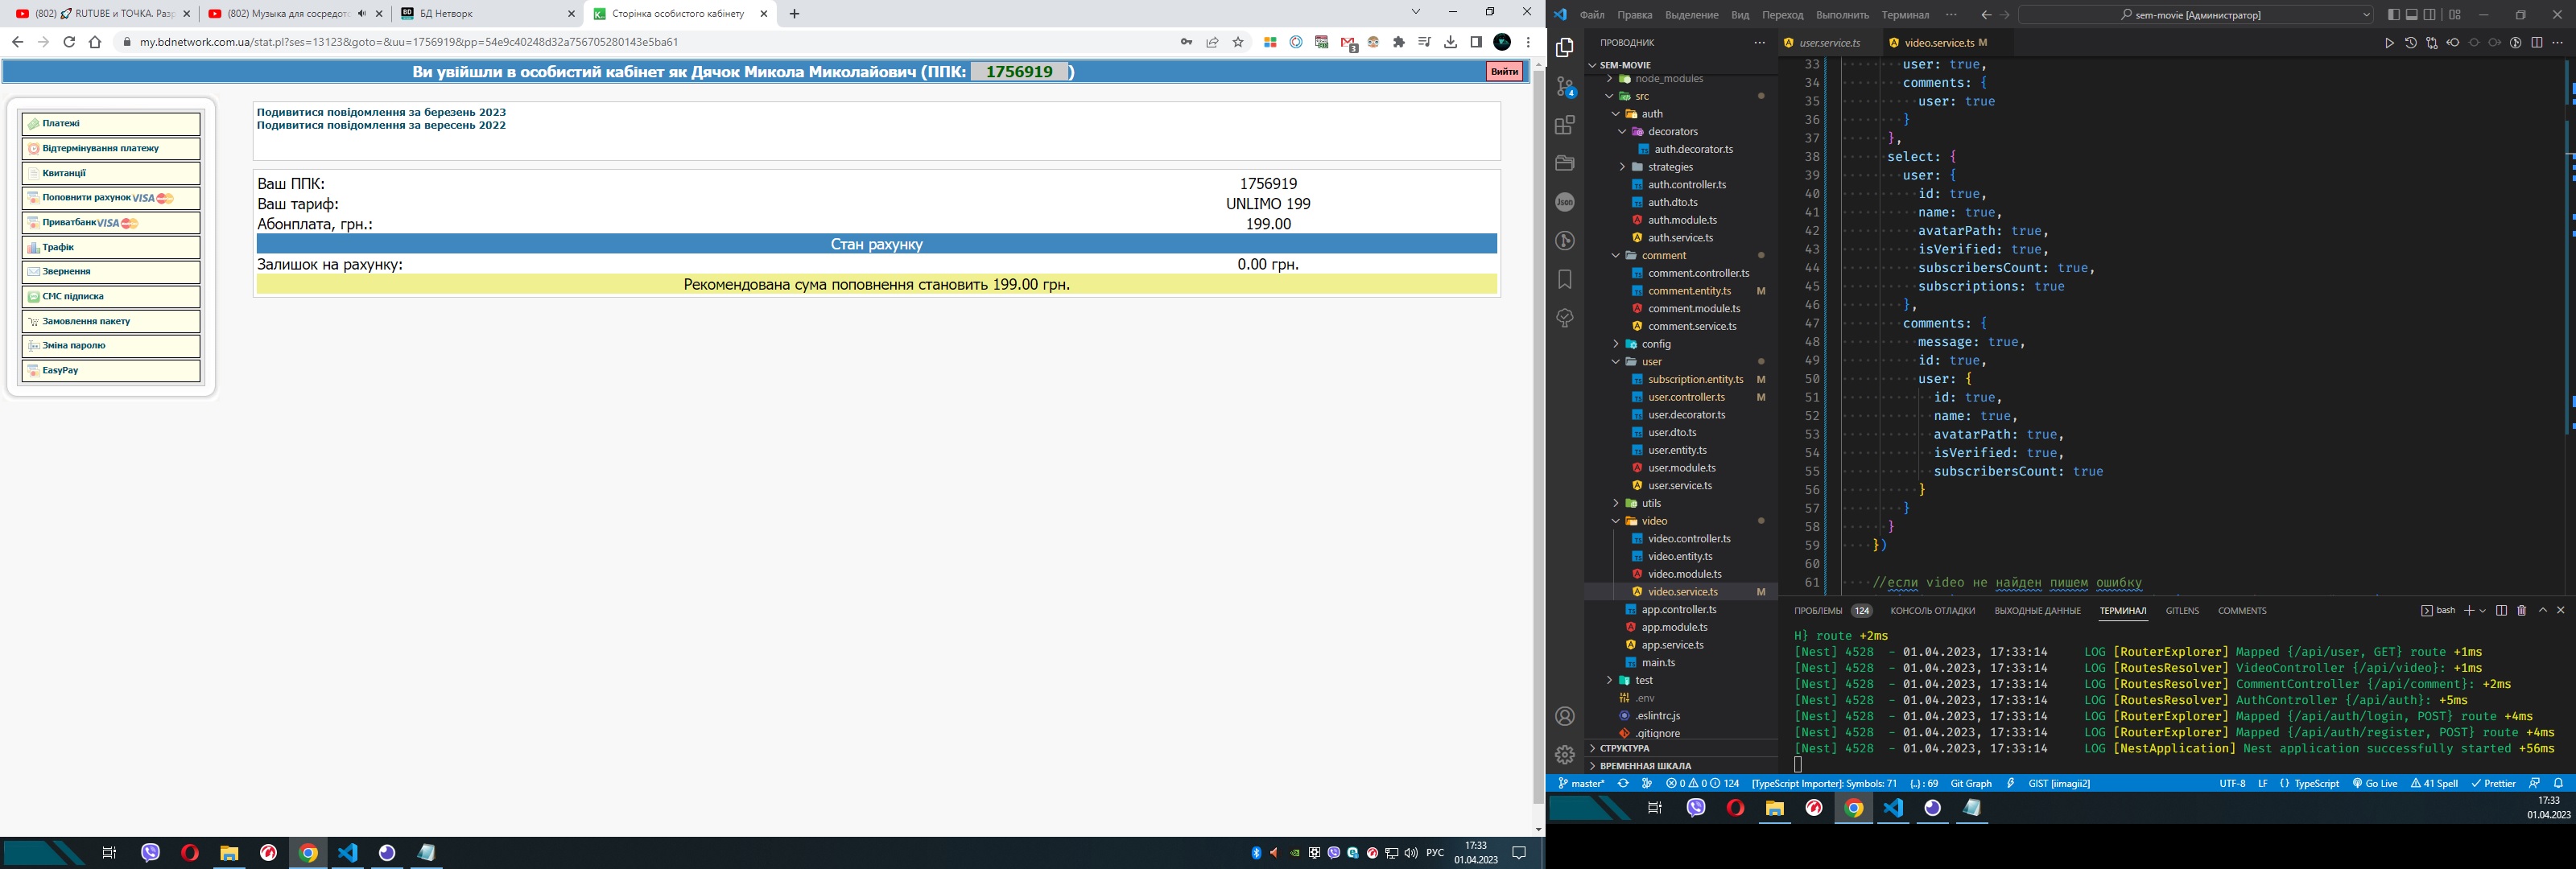 (802) 🚀 RUTUBE и ТОЧКА. Разр
(802) Музыка для сосредото
БД Нетворк
Сторінка особистого кабінету
my.bdnetwork.com.ua/stat.pl?ses=13123&goto=&uu=1756919&pp=54e9c40248d32a756705280143e5ba61
Ви увійшли в особистий кабінет як Дячок Микола Миколайович (ППК: 1756919 )
Вийти
Платежі
Відтермінування платежу
Квитанції
Поповнити рахунок VISA
Приватбанк VISA
Трафік
Звернення
СМС підписка
Замовлення пакету
Зміна паролю
EasyPay
Подивитися повідомлення за березень 2023
Подивитися повідомлення за вересень 2022
Ваш ППК: 1756919
Ваш тариф: UNLIMO 199
Абонплата, грн.: 199.00
Стан рахунку
Залишок на рахунку: 0.00 грн.
Рекомендована сума поповнення становить 199.00 грн.
РУС
17:33
01.04.2023
Файл Правка Выделение Вид Переход Выполнить Терминал ···
sem-movie [Администратор]
ПРОВОДНИК
SEM-MOVIE
node_modules
src
auth
decorators
auth.decorator.ts
strategies
auth.controller.ts
auth.dto.ts
auth.module.ts
auth.service.ts
comment
comment.controller.ts
comment.entity.ts M
comment.module.ts
comment.service.ts
config
user
subscription.entity.ts M
user.controller.ts M
user.decorator.ts
user.dto.ts
user.entity.ts
user.module.ts
user.service.ts
utils
video
video.controller.ts
video.entity.ts
video.module.ts
video.service.ts M
app.controller.ts
app.module.ts
app.service.ts
main.ts
test
.env
.eslintrc.js
.gitignore
СТРУКТУРА
ВРЕМЕННАЯ ШКАЛА
user.service.ts
video.service.ts M
33 user: true,
34 comments: {
35 user: true
36 }
37 },
38 select: {
39 user: {
40 id: true,
41 name: true,
42 avatarPath: true,
43 isVerified: true,
44 subscribersCount: true,
45 subscriptions: true
46 },
47 comments: {
48 message: true,
49 id: true,
50 user: {
51 id: true,
52 name: true,
53 avatarPath: true,
54 isVerified: true,
55 subscribersCount: true
56 }
57 }
58 }
59 })
60
61 //если video не найден пишем ошибку
ПРОБЛЕМЫ 124 КОНСОЛЬ ОТЛАДКИ ВЫХОДНЫЕ ДАННЫЕ ТЕРМИНАЛ GITLENS COMMENTS
bash
H} route +2ms
[Nest] 4528 - 01.04.2023, 17:33:14 LOG [RouterExplorer] Mapped {/api/user, GET} route +1ms
[Nest] 4528 - 01.04.2023, 17:33:14 LOG [RoutesResolver] VideoController {/api/video}: +1ms
[Nest] 4528 - 01.04.2023, 17:33:14 LOG [RoutesResolver] CommentController {/api/comment}: +2ms
[Nest] 4528 - 01.04.2023, 17:33:14 LOG [RoutesResolver] AuthController {/api/auth}: +5ms
[Nest] 4528 - 01.04.2023, 17:33:14 LOG [RouterExplorer] Mapped {/api/auth/login, POST} route +4ms
[Nest] 4528 - 01.04.2023, 17:33:14 LOG [RouterExplorer] Mapped {/api/auth/register, POST} route +4ms
[Nest] 4528 - 01.04.2023, 17:33:14 LOG [NestApplication] Nest application successfully started +56ms
master* 0 0 124 [TypeScript Importer]: Symbols: 71 {..} : 69 Git Graph GIST [iimagii2] UTF-8 LF {} TypeScript Go Live 41 Spell Prettier
17:33
01.04.2023